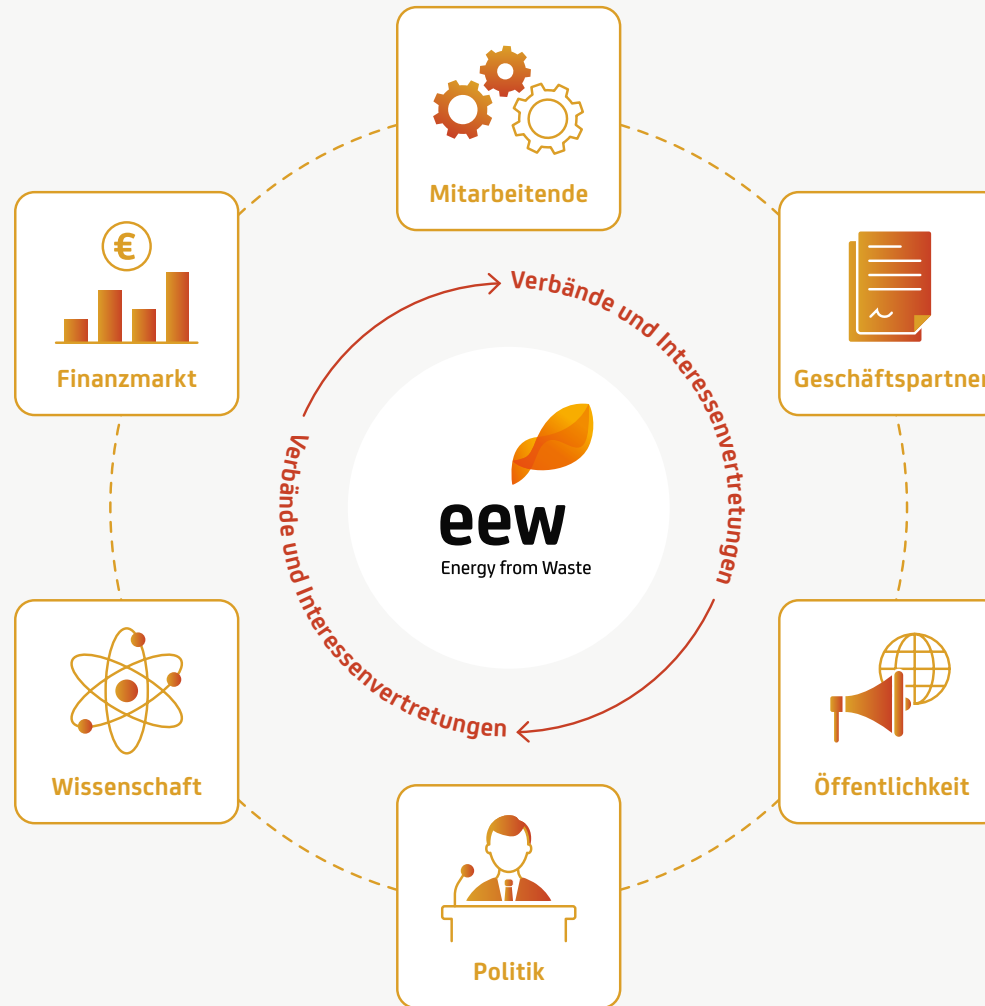 Mitarbeitende
€
Finanzmarkt
Geschäftspartner
Verbände und Interessenvertretungen
Verbände und Interessenvertretungen
eew
Energy from Waste
Wissenschaft
Öffentlichkeit
Politik